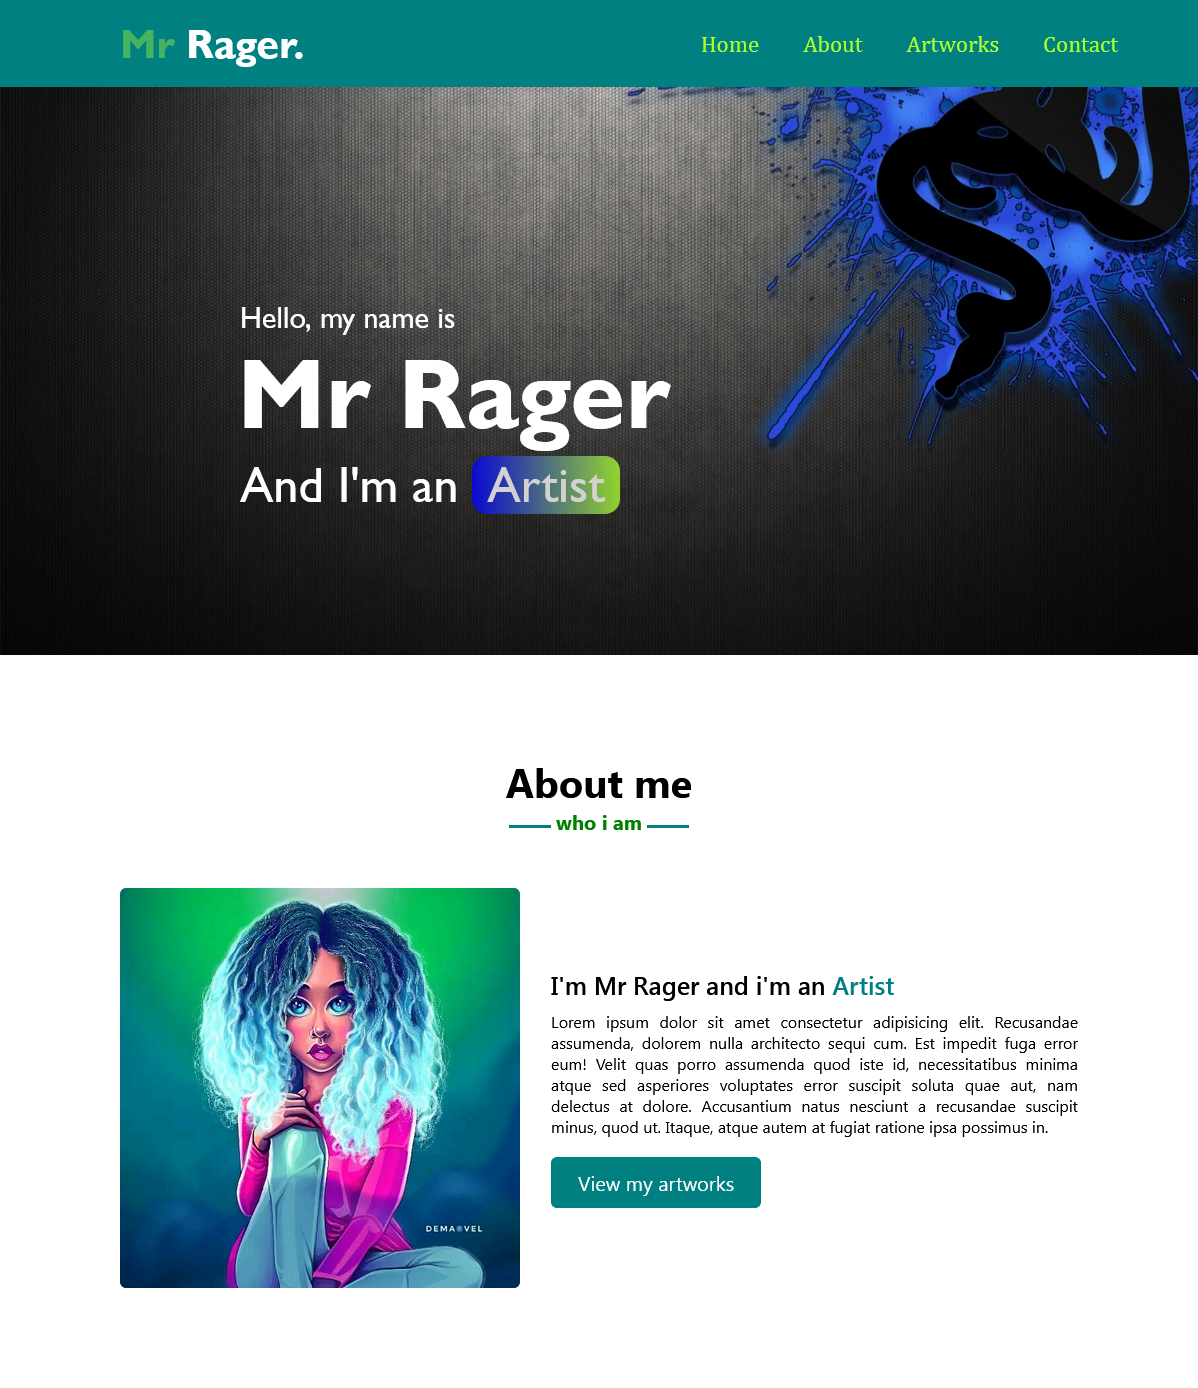 Mr Rager.
Home About Artworks Contact
Hello, my name is
Mr Rager
And I'm an Artist
About me
who i am
I'm Mr Rager and i'm an Artist
Lorem ipsum dolor sit amet consectetur adipisicing elit. Recusandae
assumenda, dolorem nulla architecto sequi cum. Est impedit fuga error
eum! Velit quas porro assumenda quod iste id, necessitatibus minima
atque sed asperiores voluptates error suscipit soluta quae aut, nam
delectus at dolore. Accusantium natus nesciunt a recusandae suscipit
minus, quod ut. Itaque, atque autem at fugiat ratione ipsa possimus in.
View my artworks